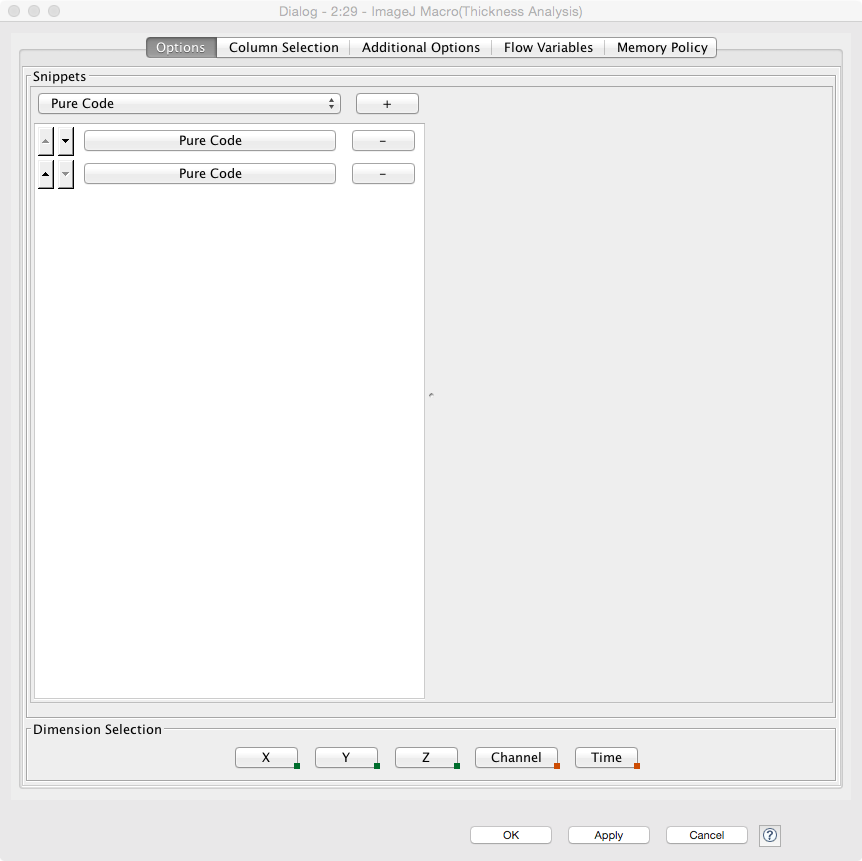 Dialog - 2:29 - ImageJ Macro(Thickness Analysis)
Options Column Selection Additional Options Flow Variables Memory Policy
Snippets
Pure Code +
Pure Code -
Pure Code -
Dimension Selection
X Y Z Channel Time
OK Apply Cancel ?